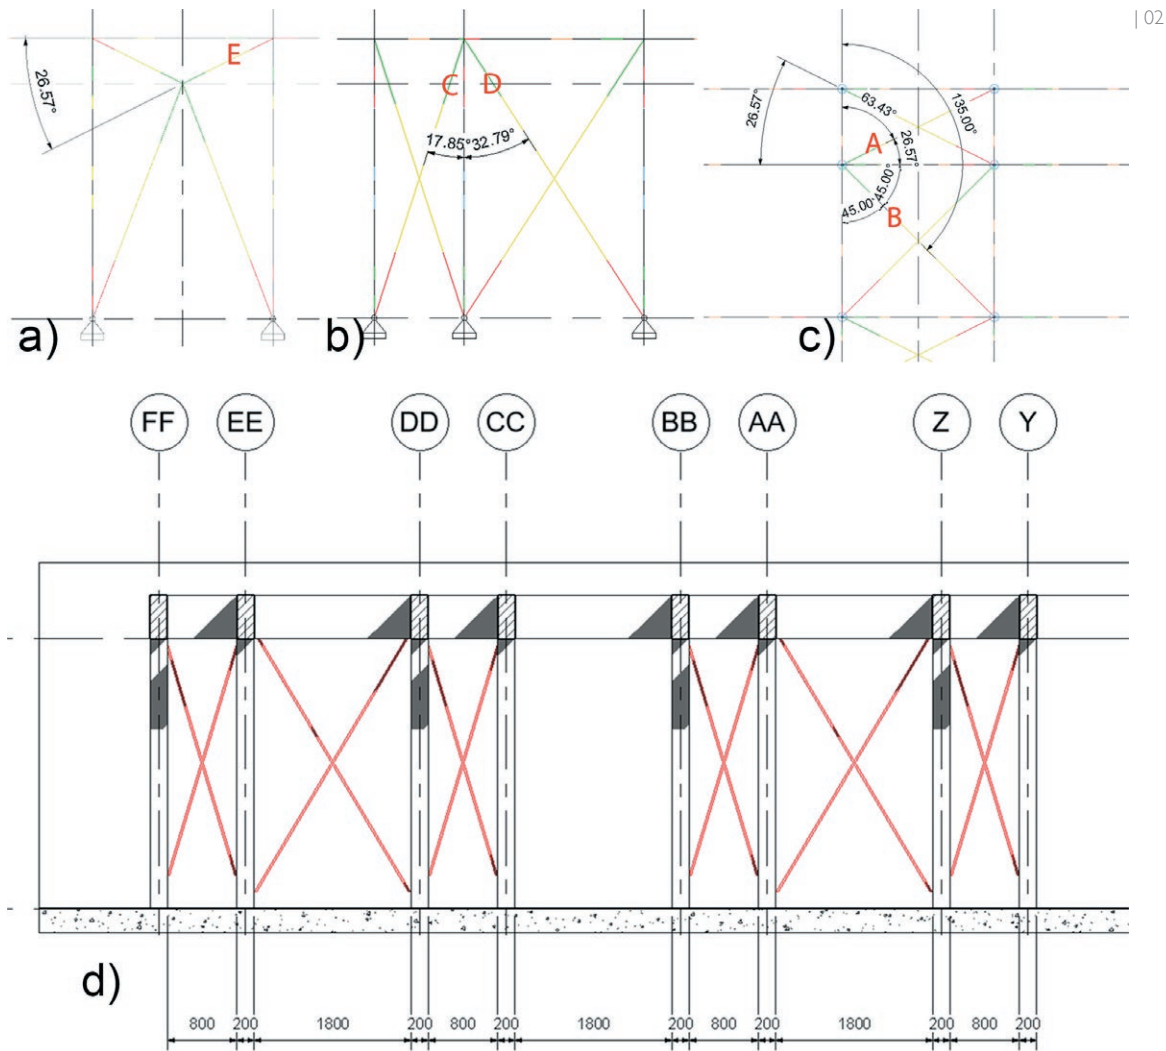 | 02
26.57°
E
a)
C
D
17.85°
32.79°
b)
26.57°
63.43°
135.00°
A
26.57°
45.00°
45.00°
B
c)
FF EE DD CC BB AA Z Y
d)
800 200 1800 200 800 200 1800 200 800 200 1800 200 800 200